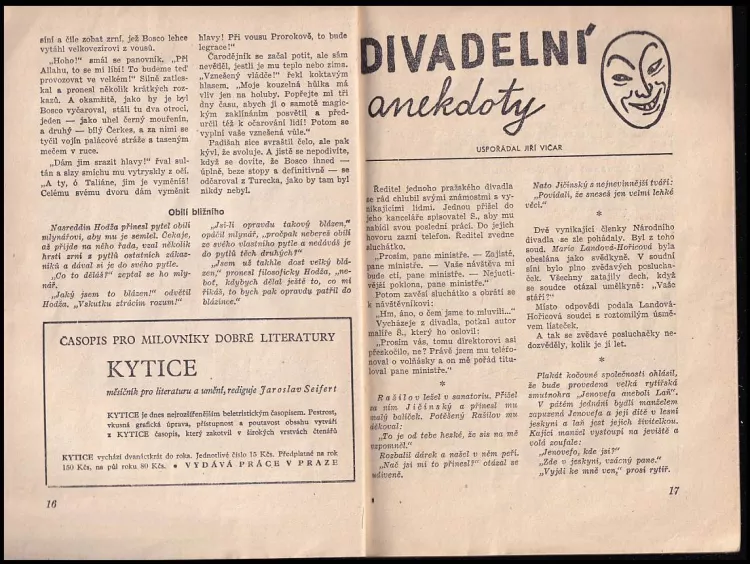 síni a číle zobat zrní, jež Bosco lehce
vytáhl velkovezírovi z vousů.
„Hoho!“ smál se panovník, „Při
Allahu, to se mi líbí! To budeme teď
provozovat ve velkém!“ Silně zatles-
kal a pronesl několik krátkých roz-
kazů. A okamžitě, jako by je byl
Bosco vyčaroval, stáli tu dva otroci,
jeden — jako uhel černý mouřenín,
a druhý — bílý Čerkes, a za nimi se
tyčil vojín palácové stráže a taseným
mečem v ruce.
„Dám jim srazit hlavy!“ řval sul-
tán a slzy smíchu mu vytryskly z očí.
„A ty, ó Taliáne, jim je vyměníš!
Celému svému dvoru dám vyměnit
hlavy! Při vousu Prorokově, to bude
legrace!“
Čarodějník se začal potit, ale sám
nevěděl, jestli je mu teplo nebo zima.
„Vznešený vládče!“ řekl koktavým
hlasem, „Moje kouzelná hůlka má
vliv jen na holuby. Popřejte mi tři
dny času, abych jí o samotě magic-
kým zaklínáním posvětil a před-
určil též k očarování lidí! Potom se
vyplní vaše vznešená vůle.“
Padišah sice svraštil čelo, ale pak
kývl, že svoluje. A jistě se nepodivíte,
když se dovíte, že Bosco ihned —
úplně, beze stopy a definitivně — se
odčaroval z Turecka, jako by tam byl
nikdy nebyl.
Obilí bližního
Nasreddin Hodža přinesl pytel obilí
mlynářovi, aby mu je semlel. Čekaje,
až přijde na něho řada, vzal několik
hrstí zrní z pytlů ostatních zákaz-
níků a dával si je do svého pytle.
„Co to děláš?“ zeptal se ho mly-
nář.
„Jaký jsem to blázen!“ odvětil
Hodža. „Vskutku ztrácím rozum!“
„Jsi-li opravdu takový blázen,“
opáčil mlynář, „pročpak nebereš obilí
ze svého vlastního pytle a nedáváš je
do pytlů těch druhých?“
„Jsem už takhle dost velký blá-
zen,“ pronesl filosoficky Hodža, „ne-
bot, kdybych dělal ještě to, co mi
říkáš, to bych pak opravdu patřil do
blázince.“
ČASOPIS PRO MILOVNÍKY DOBRÉ LITERATURY
KYTICE
měsíčník pro literaturu a umění, rediguje Jaroslav Seifert
KYTICE je dnes nejrozšířenějším beletristickým časopisem. Pestrost,
vkusná grafická úprava, přístupnost a poutavost obsahu vytváří
z KYTICE časopis, který zakotvil v širokých vrstvách čtenářů
KYTICE vychází dvanáctkrát do roka. Jednotlivé číslo 15 Kčs. Předplatné na rok
150 Kčs, na půl roku 80 Kčs. • VYDÁVÁ PRÁCE V PRAZE
16
DIVADELNÍ
anekdoty
USPOŘÁDAL JIŘÍ VIČAR
Ředitel jednoho pražského divadla
se rád chlubil svými známostmi s vy-
nikajícími lidmi. Jednou přišel do
jeho kanceláře spisovatel S., aby mu
nabídl svou poslední práci. Do jejich
hovoru zazní telefon. Ředitel zvedne
sluchátko.
„Prosím, pane ministře. — Zajisté,
pane ministře. — Vaše návštěva mi
bude ctí, pane ministře. — Nejucti-
vější poklona, pane ministře.“
Potom zavěsí sluchátko a obrátí se
k návštěvníkovi:
„Hm, áno, o čem jsme to mluvili...“
Vycházeje z divadla, potkal autor
malíře S., který ho oslovil:
„Prosím vás, tomu direktorovi asi
přeskočilo, ne? Právě jsem mu telefo-
noval o volňásky a on mě pořád titu-
loval pane ministře.“
*
Rašilov ležel v sanatoriu. Přišel
za ním Jičínský a přinesl mu
malý balíček. Potěšený Rašilov mu
děkoval:
„To je od tebe hezké, že sis na mě
vzpomněl.“
Rozbalil dárek a našel v něm peří.
„Nač jsi mi to přinesl?“ otázal se
udiveně.
Nato Jičínský s nejnevinnější tváří:
„Povídali, že sneseš jen velmi lehké
věci.“
*
Dvě vynikající členky Národního
divadla se zle pohádaly. Byl z toho
soud. Marie Landová-Hořicová byla
obeslána jako svědkyně. V soudní
síni bylo plno zvědavých poslucha-
ček. Všechny zatajily dech, když
se soudce otázal umělkyně: „Vaše
stáří?“
Místo odpovědi podala Landová-
Hořicová soudci s roztomilým úsmě-
vem lísteček.
A tak se zvědavé posluchačky ne-
dozvěděly, kolik je jí let.
*
Plakát kočovné společnosti ohlásil,
že bude provedena velká rytířská
smutnohra „Jenovefa aneboli Laň“.
V pátém jednání bydlí manželem
zapuzená Jenovefa a její dítě v lesní
jeskyni a laň jest jejich živitelkou.
Kající manžel vystoupí na jeviště a
volá zoufale:
„Jenovefo, kde jsi?“
„Zde v jeskyni, vzácný pane.“
„Vyjdi ke mně ven,“ prosí rytíř.
17